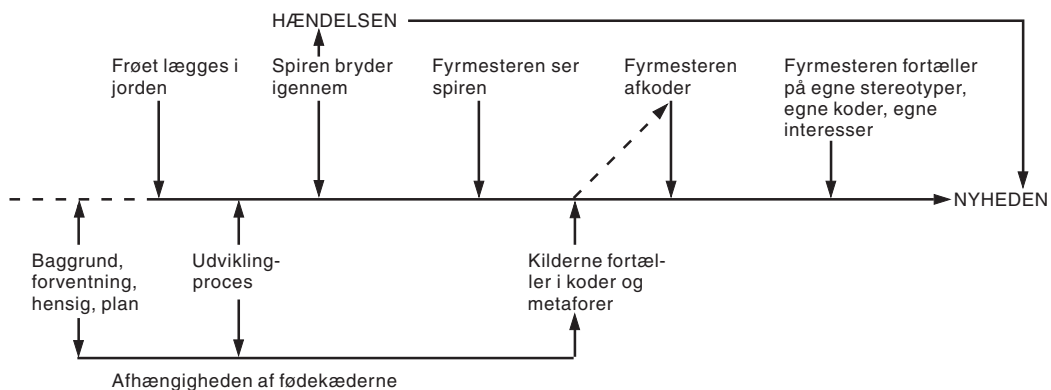 HÆNDELSEN
Frøet lægges i
jorden
Spiren bryder
igennem
Fyrmesteren ser
spiren
Fyrmesteren
afkoder
Fyrmesteren fortæller
på egne stereotyper,
egne koder, egne
interesser
NYHEDEN
Baggrund,
forventning,
hensig, plan
Udvikling-
proces
Kilderne fortæl-
ler i koder og
metaforer
Afhængigheden af fødekæderne